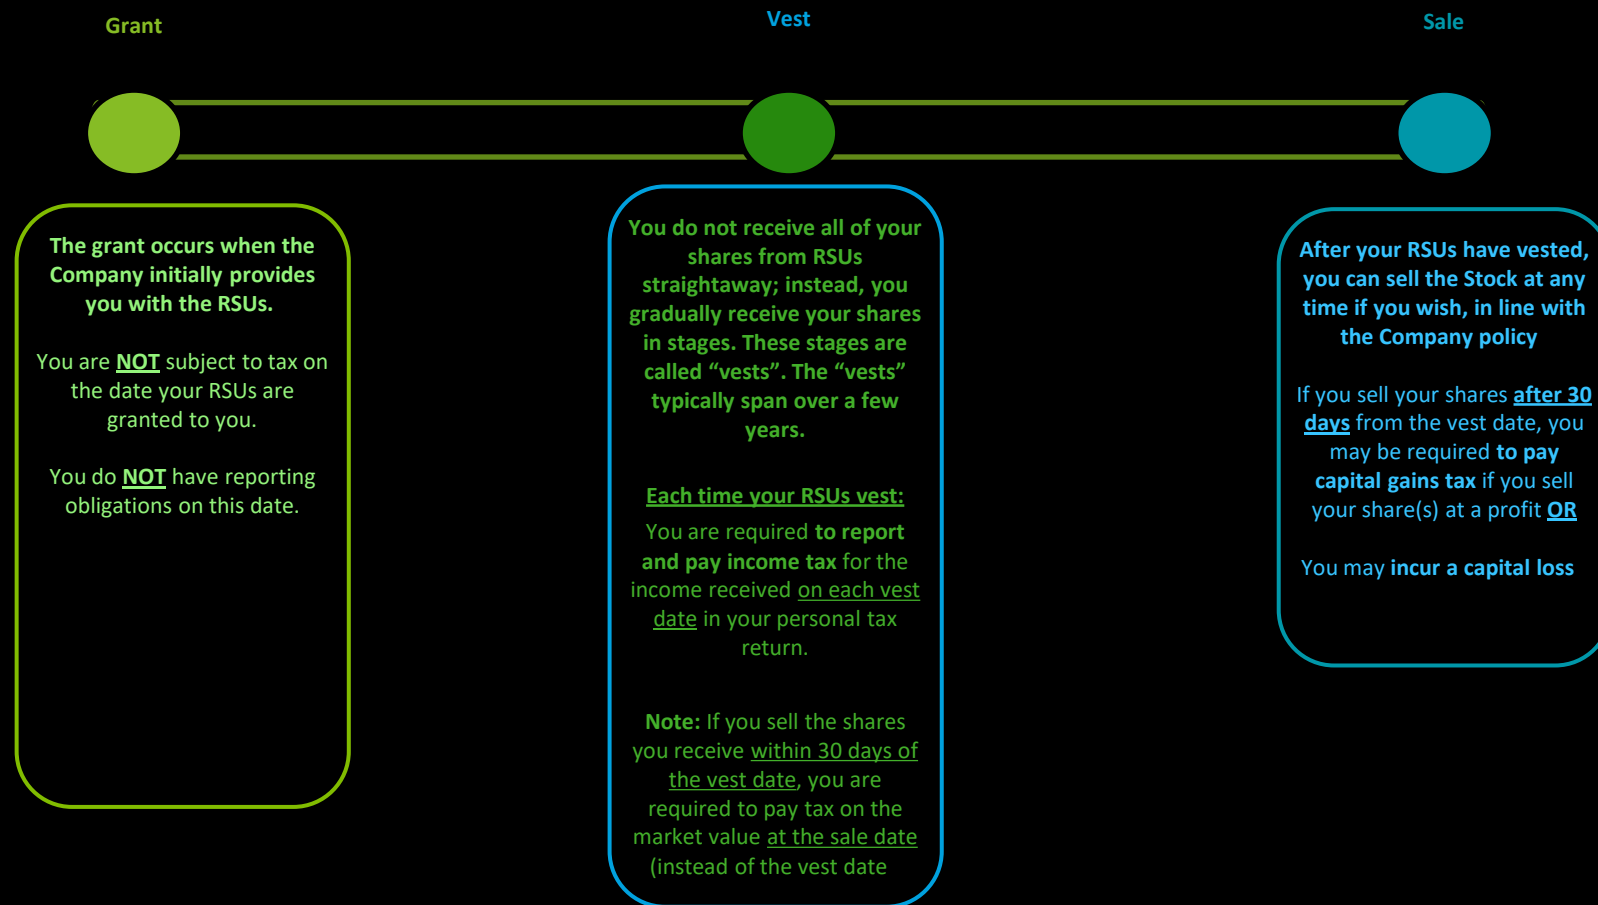 Grant
Vest
Sale
The grant occurs when the
Company initially provides
you with the RSUs.
You are NOT subject to tax on
the date your RSUs are
granted to you.
You do NOT have reporting
obligations on this date.
You do not receive all of your
shares from RSUs
straightaway; instead, you
gradually receive your shares
in stages. These stages are
called “vests”. The “vests”
typically span over a few
years.
Each time your RSUs vest:
You are required to report
and pay income tax for the
income received on each vest
date in your personal tax
return.
Note: If you sell the shares
you receive within 30 days of
the vest date, you are
required to pay tax on the
market value at the sale date
(instead of the vest date
After your RSUs have vested,
you can sell the Stock at any
time if you wish, in line with
the Company policy
If you sell your shares after 30
days from the vest date, you
may be required to pay
capital gains tax if you sell
your share(s) at a profit OR
You may incur a capital loss